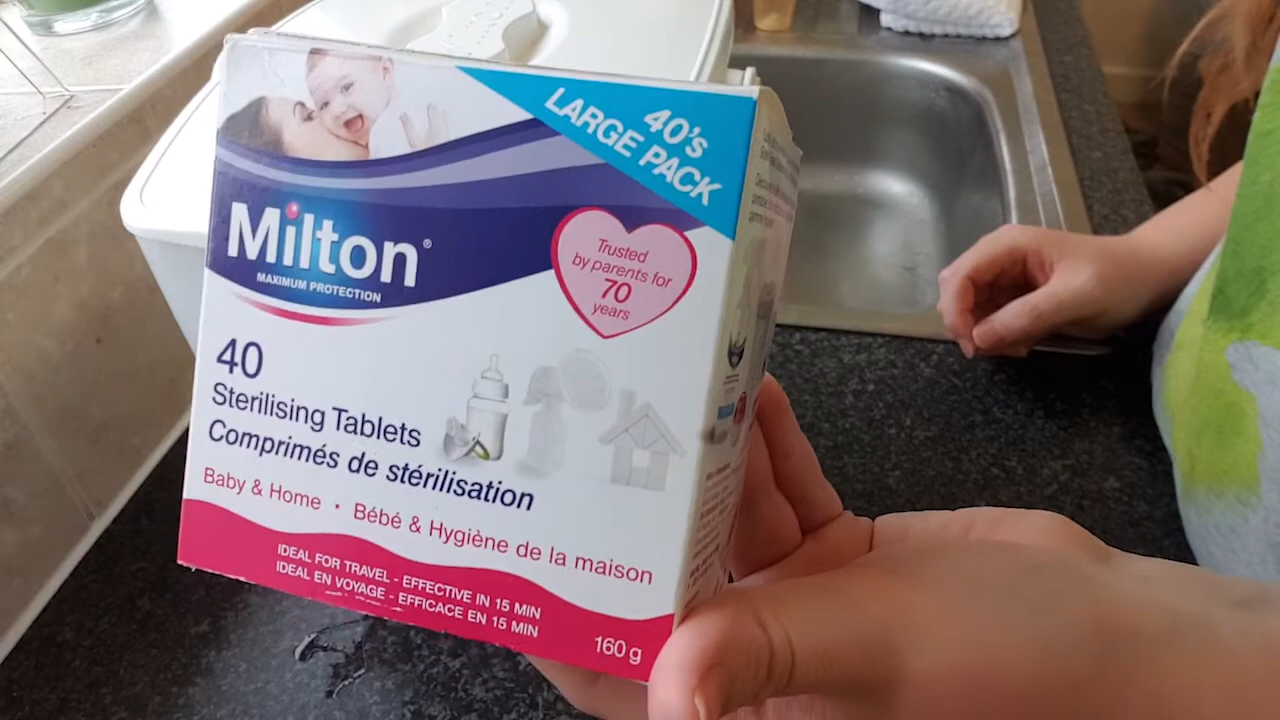 40's
LARGE PACK
Milton®
MAXIMUM PROTECTION
Trusted
by parents for
70
years
40
Sterilising Tablets
Comprimés de stérilisation
Baby & Home · Bébé & Hygiène de la maison
IDEAL FOR TRAVEL - EFFECTIVE IN 15 MIN
IDEAL EN VOYAGE - EFFICACE EN 15 MIN
160 g